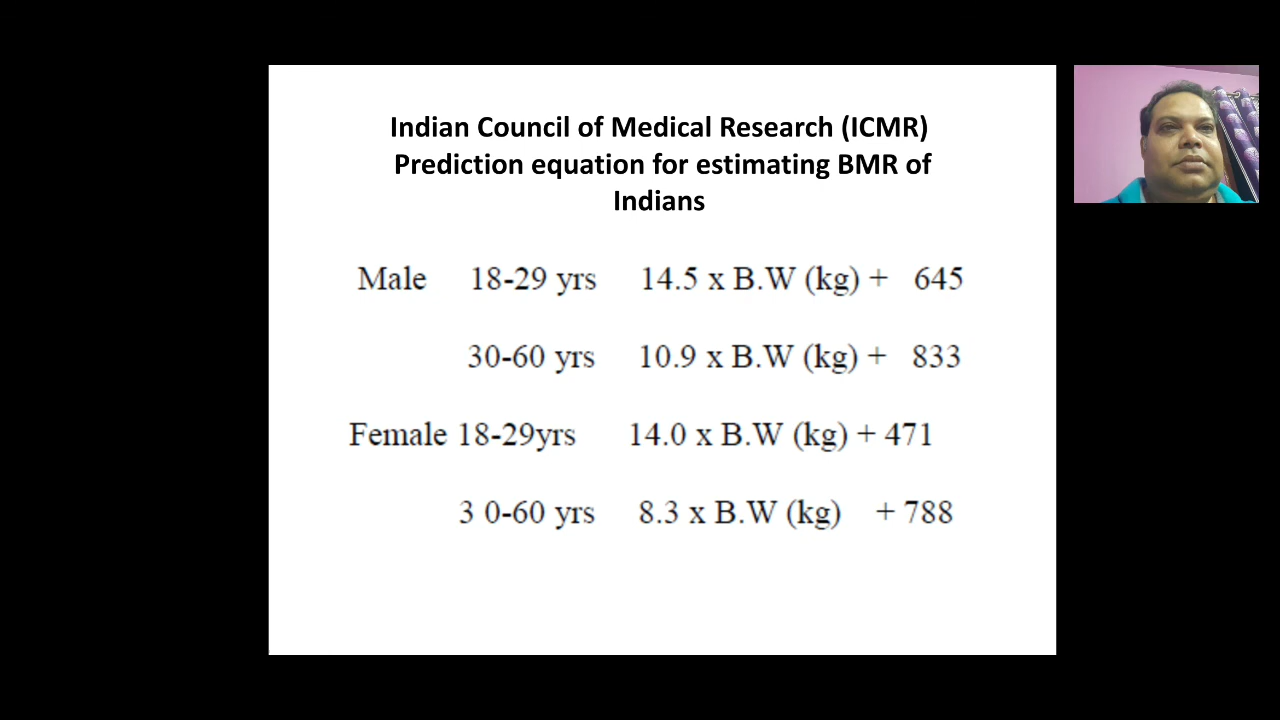 Indian Council of Medical Research (ICMR)
Prediction equation for estimating BMR of
Indians
Male 18-29 yrs 14.5 x B.W (kg) + 645
30-60 yrs 10.9 x B.W (kg) + 833
Female 18-29yrs 14.0 x B.W (kg) + 471
3 0-60 yrs 8.3 x B.W (kg) + 788